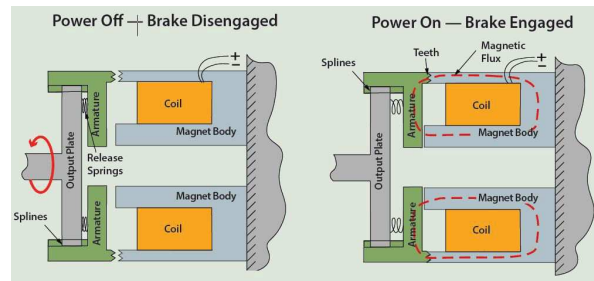 Power Off — Brake Disengaged
+
−
Coil
Armature
Magnet Body
Output Plate
Release
Springs
Magnet Body
Splines
Armature
Coil
Power On — Brake Engaged
Magnetic
Flux
Teeth
Splines
+
−
Coil
Armature
Magnet Body
Output Plate
Magnet Body
Armature
Coil